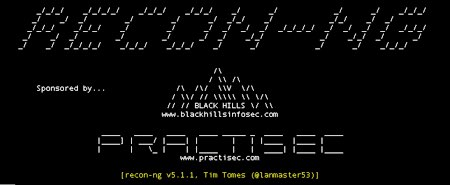 RECON-NG
Sponsored by...
BLACK HILLS
www.blackhillsinfosec.com
PRACTISEC
www.practisec.com
[recon-ng v5.1.1, Tim Tomes (@lanmaster53)]